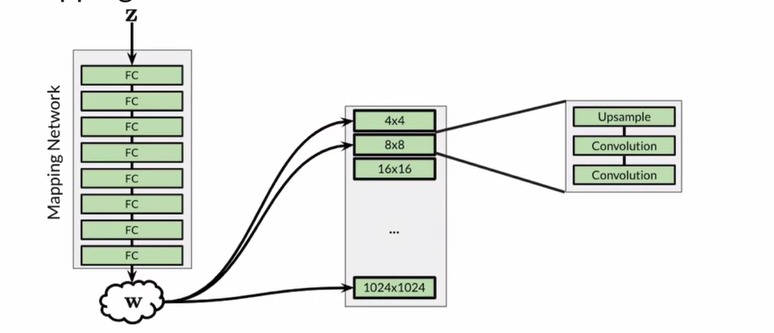 z
Mapping Network
FC
FC
FC
FC
FC
FC
FC
FC
w
4x4
8x8
16x16
...
1024x1024
Upsample
Convolution
Convolution